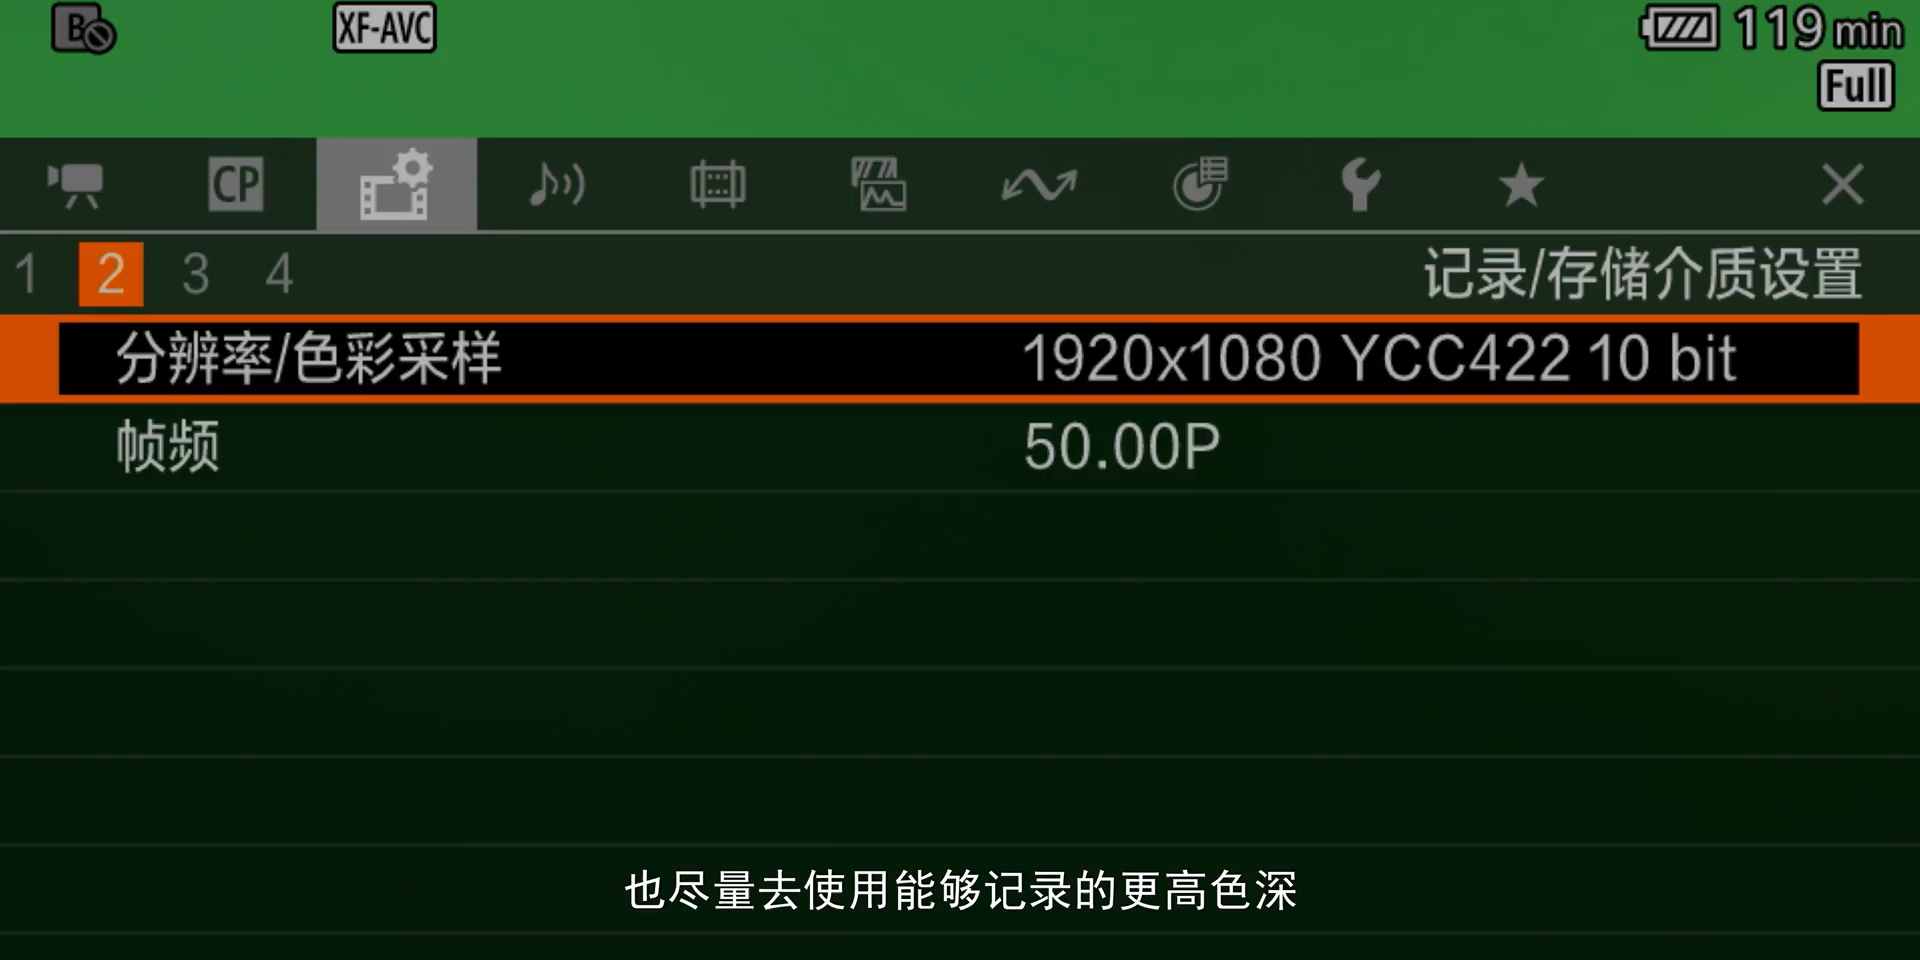 B
XF-AVC
119 min
Full
CP
1 2 3 4
记录/存储介质设置
分辨率/色彩采样 1920x1080 YCC422 10 bit
帧频 50.00P
也尽量去使用能够记录的更高色深